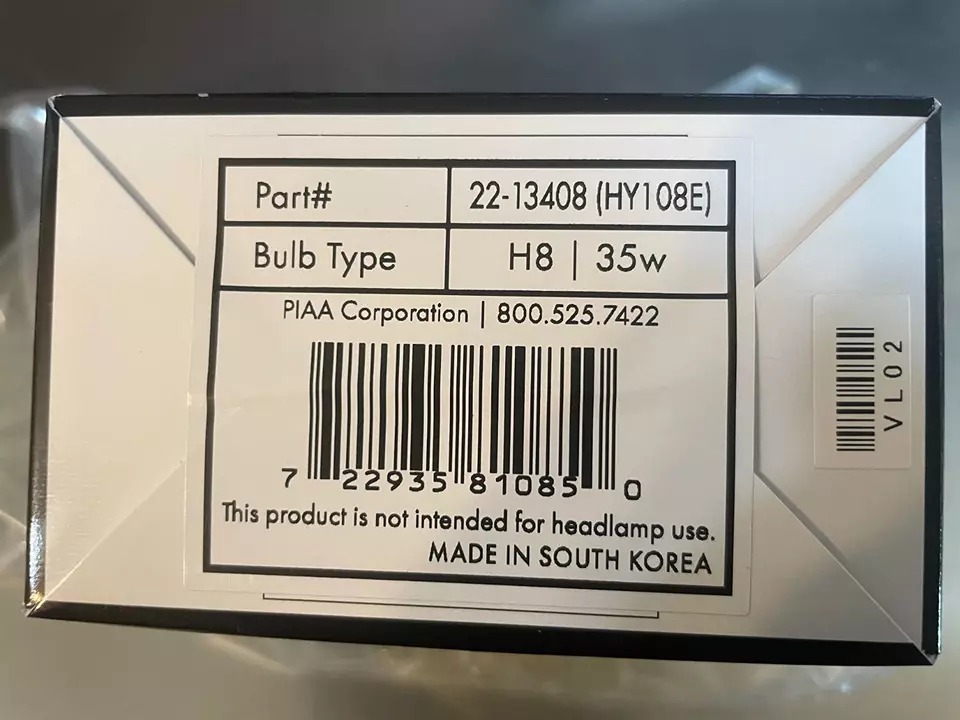 Part# 22-13408 (HY108E)
Bulb Type H8 | 35w
PIAA Corporation | 800.525.7422
7 22935 81085 0
This product is not intended for headlamp use.
MADE IN SOUTH KOREA
VL02